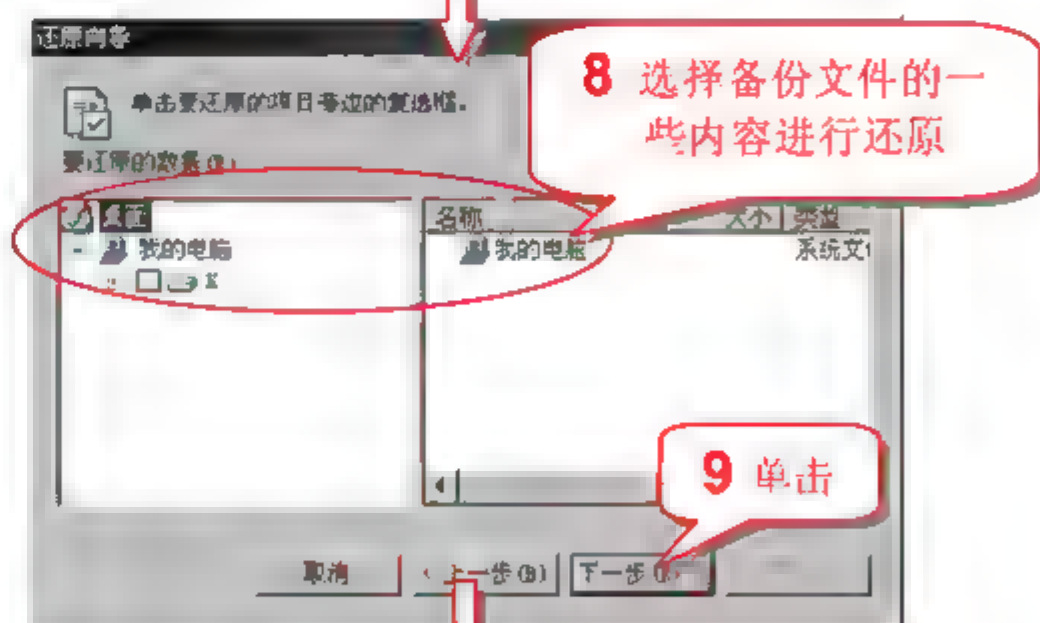 还原向导
8 选择备份文件的一
些内容进行还原
单击要还原的项目旁边的复选框。
要还原的数量(W):
桌面
我的电脑
名称 大小 类型
我的电脑 系统文件
9 单击
取消 <上一步(B) 下一步(N)>